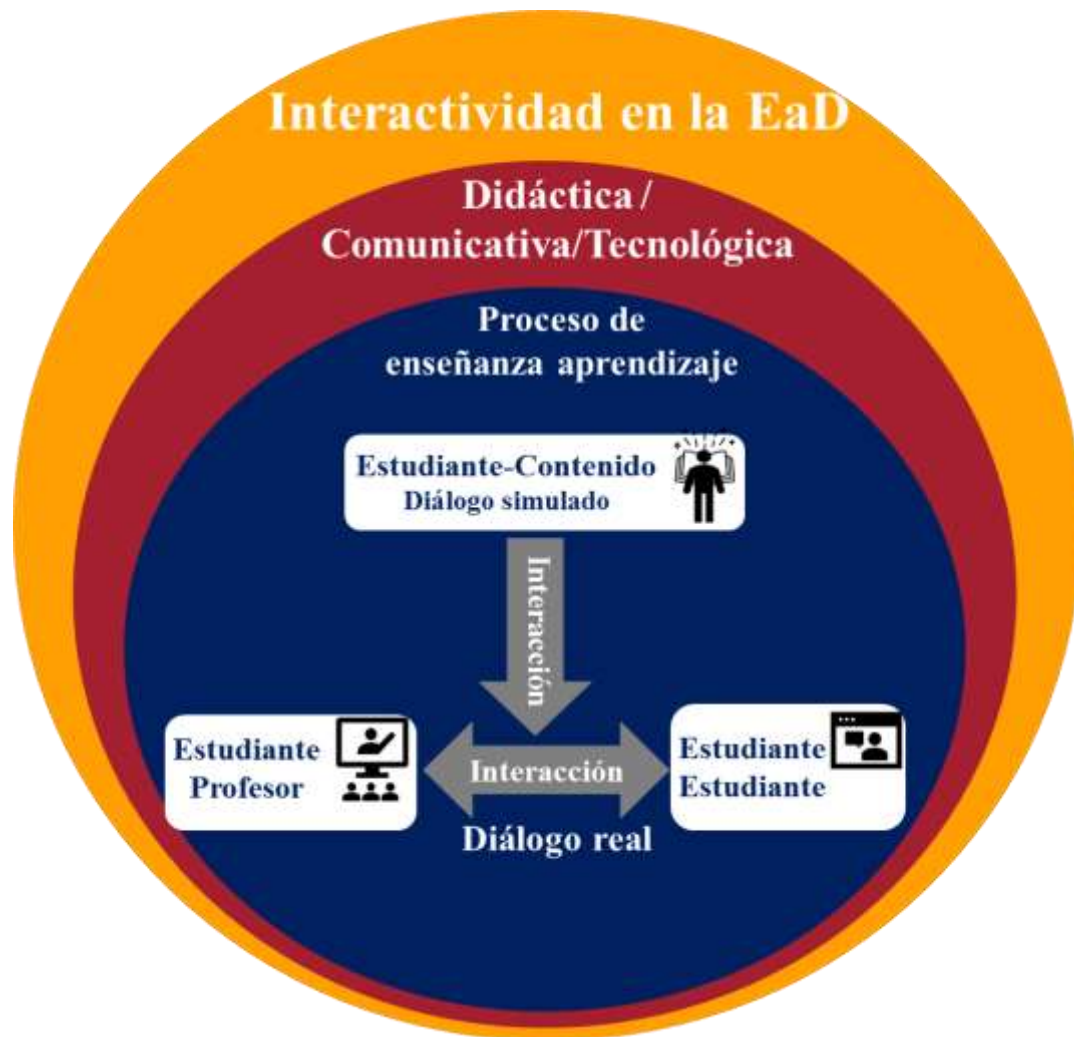 Interactividad en la EaD
Didáctica /
Comunicativa/Tecnológica
Proceso de
enseñanza aprendizaje
Estudiante-Contenido
Diálogo simulado
Interacción
Estudiante
Profesor
Interacción
Estudiante
Estudiante
Diálogo real